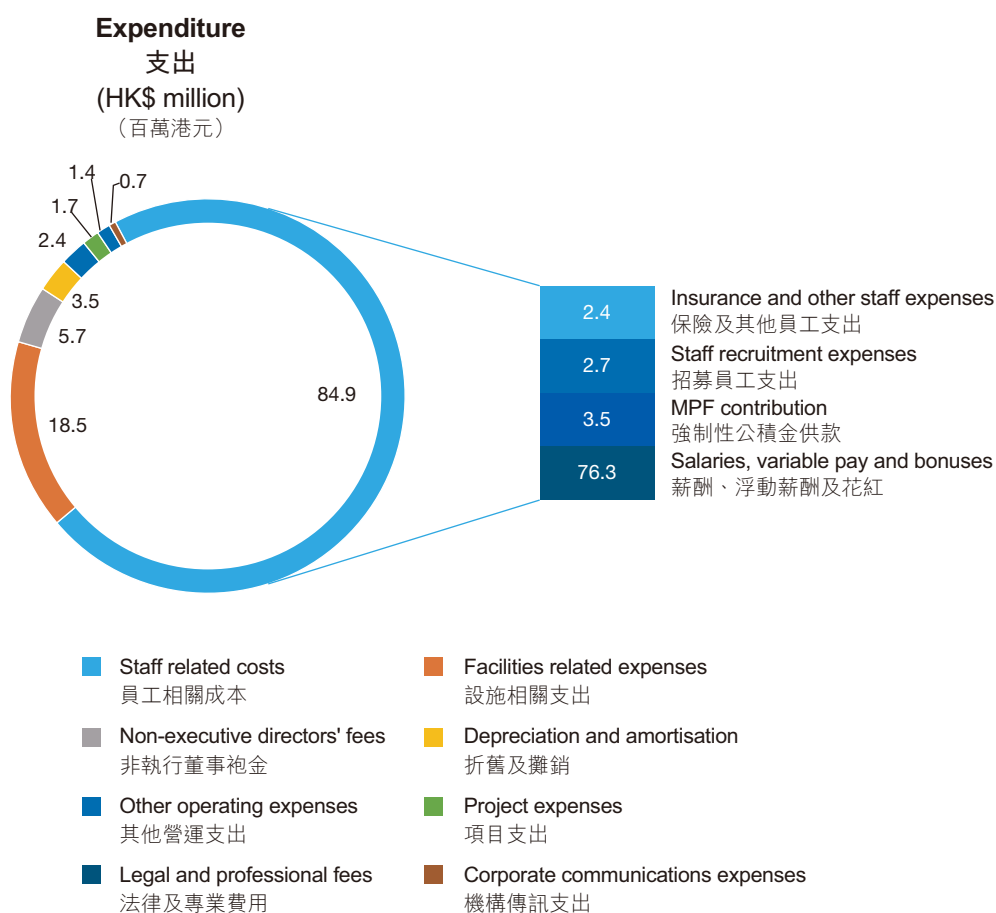 Expenditure
支出
(HK$ million)
（百萬港元）
1.4
0.7
1.7
2.4
3.5
5.7
18.5
84.9
2.4
Insurance and other staff expenses
保險及其他員工支出
2.7
Staff recruitment expenses
招募員工支出
3.5
MPF contribution
強制性公積金供款
76.3
Salaries, variable pay and bonuses
薪酬、浮動薪酬及花紅
Staff related costs
員工相關成本
Facilities related expenses
設施相關支出
Non-executive directors' fees
非執行董事袍金
Depreciation and amortisation
折舊及攤銷
Other operating expenses
其他營運支出
Project expenses
項目支出
Legal and professional fees
法律及專業費用
Corporate communications expenses
機構傳訊支出